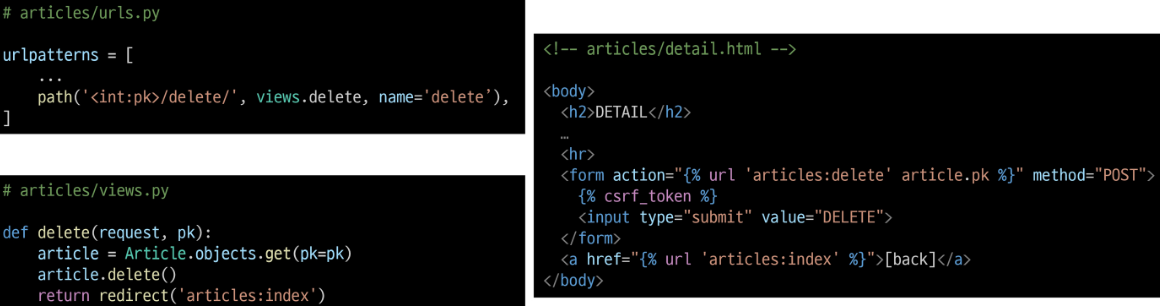 # articles/urls.py
urlpatterns = [
...
path('<int:pk>/delete/', views.delete, name='delete’),
]
# articles/views.py
def delete(request, pk):
article = Article.objects.get(pk=pk)
article.delete()
return redirect('articles:index')
<!-- articles/detail.html -->
<body>
<h2>DETAIL</h2>
…
<hr>
<form action="{% url 'articles:delete' article.pk %}" method="POST">
{% csrf_token %}
<input type="submit" value="DELETE">
</form>
<a href="{% url 'articles:index' %}">[back]</a>
</body>